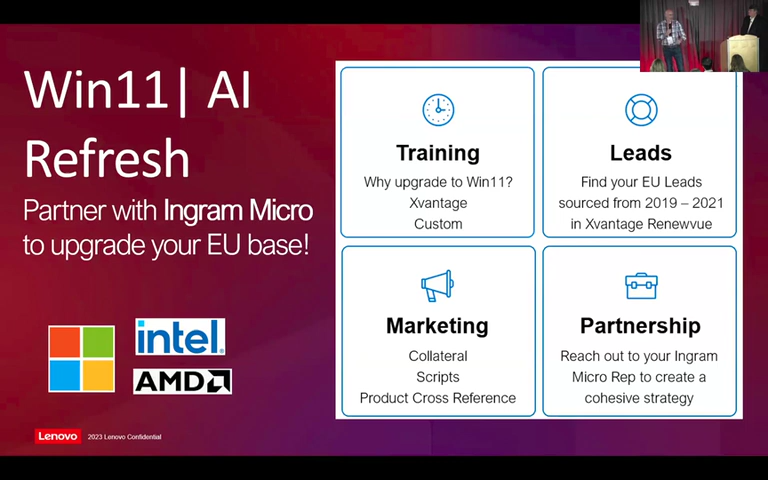 Win11| AI
Refresh
Partner with Ingram Micro
to upgrade your EU base!
intel.
AMD
Lenovo
2023 Lenovo Confidential
Training
Why upgrade to Win11?
Xvantage
Custom
Leads
Find your EU Leads
sourced from 2019 – 2021
in Xvantage Renewvue
Marketing
Collateral
Scripts
Product Cross Reference
Partnership
Reach out to your Ingram
Micro Rep to create a
cohesive strategy